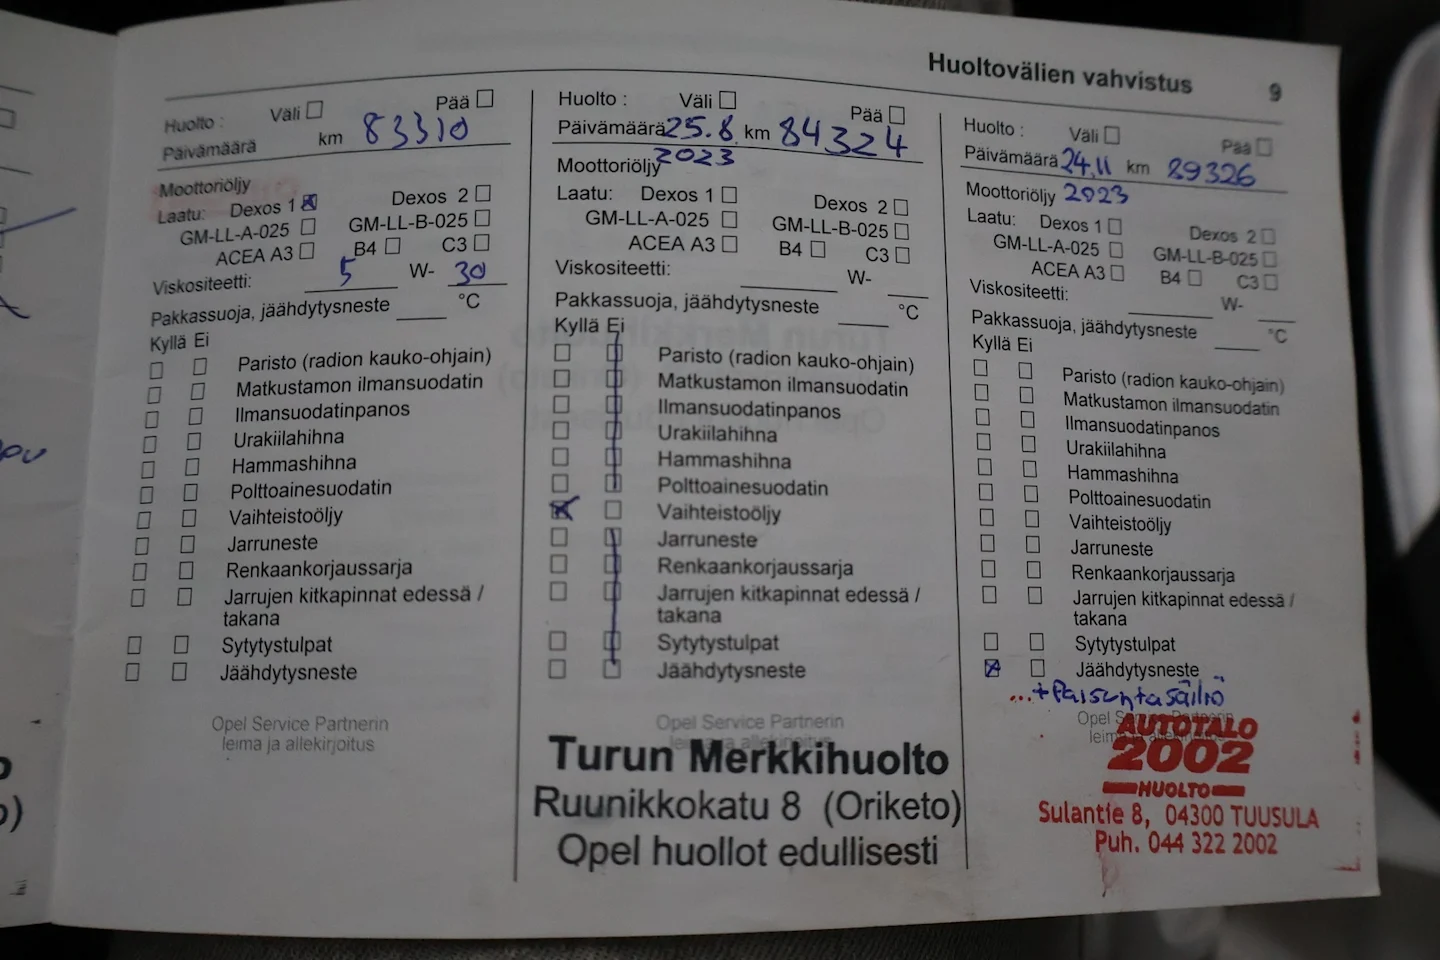 Huoltovälien vahvistus 9
Huolto : Väli Pää
Päivämäärä km 83310
Moottoriöljy
Laatu: Dexos 1 Dexos 2
GM-LL-A-025 GM-LL-B-025
ACEA A3 B4 C3
Viskositeetti: 5 W- 30
Pakkassuoja, jäähdytysneste °C
Kyllä Ei
Paristo (radion kauko-ohjain)
Matkustamon ilmansuodatin
Ilmansuodatinpanos
Urakiilahihna
Hammashihna
Polttoainesuodatin
Vaihteistoöljy
Jarruneste
Renkaankorjaussarja
Jarrujen kitkapinnat edessä /
takana
Sytytystulpat
Jäähdytysneste
Opel Service Partnerin
leima ja allekirjoitus
Huolto : Väli Pää
Päivämäärä 25.8. km 84324
Moottoriöljy 2023
Laatu: Dexos 1 Dexos 2
GM-LL-A-025 GM-LL-B-025
ACEA A3 B4 C3
Viskositeetti: W-
Pakkassuoja, jäähdytysneste °C
Kyllä Ei
Paristo (radion kauko-ohjain)
Matkustamon ilmansuodatin
Ilmansuodatinpanos
Urakiilahihna
Hammashihna
Polttoainesuodatin
Vaihteistoöljy
Jarruneste
Renkaankorjaussarja
Jarrujen kitkapinnat edessä /
takana
Sytytystulpat
Jäähdytysneste
Opel Service Partnerin
leima ja allekirjoitus
Turun Merkkihuolto
Ruunikkokatu 8 (Oriketo)
Opel huollot edullisesti
Huolto : Väli Pää
Päivämäärä 24.11 km 89326
Moottoriöljy 2023
Laatu: Dexos 1 Dexos 2
GM-LL-A-025 GM-LL-B-025
ACEA A3 B4 C3
Viskositeetti: W-
Pakkassuoja, jäähdytysneste °C
Kyllä Ei
Paristo (radion kauko-ohjain)
Matkustamon ilmansuodatin
Ilmansuodatinpanos
Urakiilahihna
Hammashihna
Polttoainesuodatin
Vaihteistoöljy
Jarruneste
Renkaankorjaussarja
Jarrujen kitkapinnat edessä /
takana
Sytytystulpat
Jäähdytysneste
...+Paisuntasäiliö
Opel
AUTOTALO
2002
HUOLTO
Sulantie 8, 04300 TUUSULA
Puh. 044 322 2002